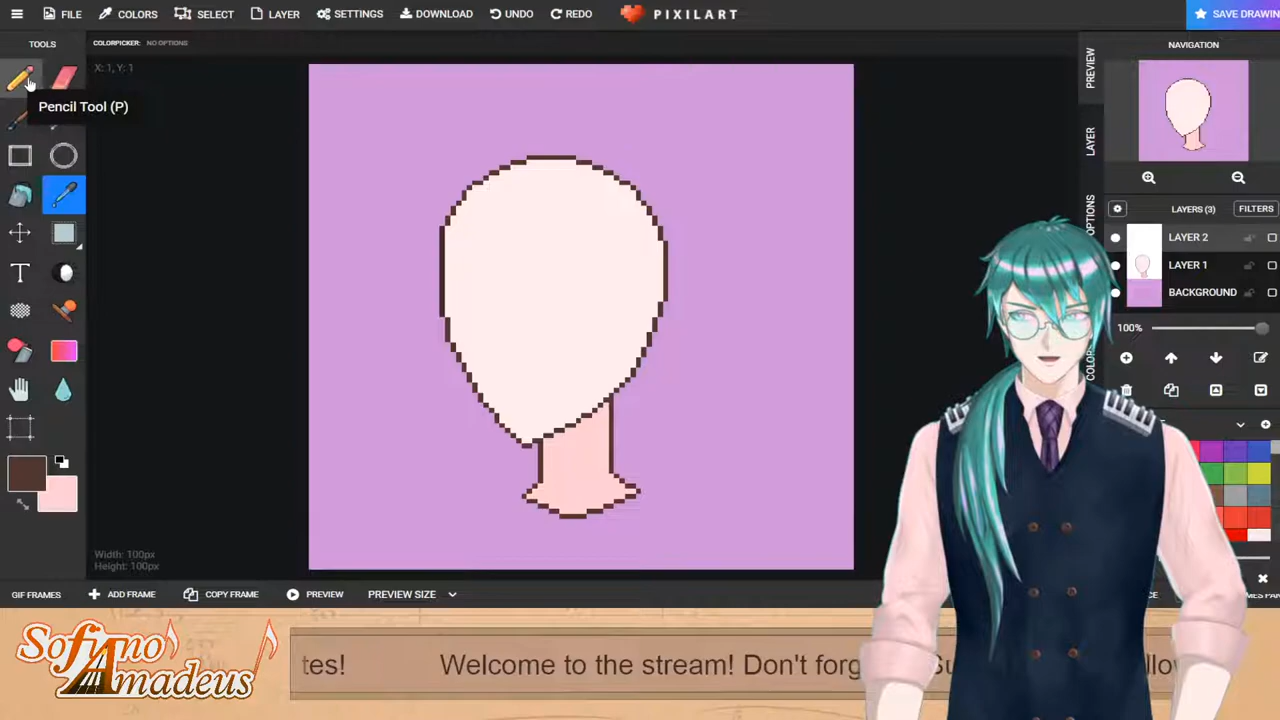 FILE COLORS SELECT LAYER SETTINGS DOWNLOAD UNDO REDO PIXILART SAVE DRAWIN
TOOLS
COLORPICKER: NO OPTIONS
NAVIGATION
X: 1, Y: 1
Pencil Tool (P)
PREVIEW
LAYER
OPTIONS
COLOR
LAYERS (3) FILTERS
LAYER 2
LAYER 1
BACKGROUND
100%
T
Width: 100px
Height: 100px
GIF FRAMES ADD FRAME COPY FRAME PREVIEW PREVIEW SIZE
Sofiano
Amadeus
tes! Welcome to the stream! Don't forg